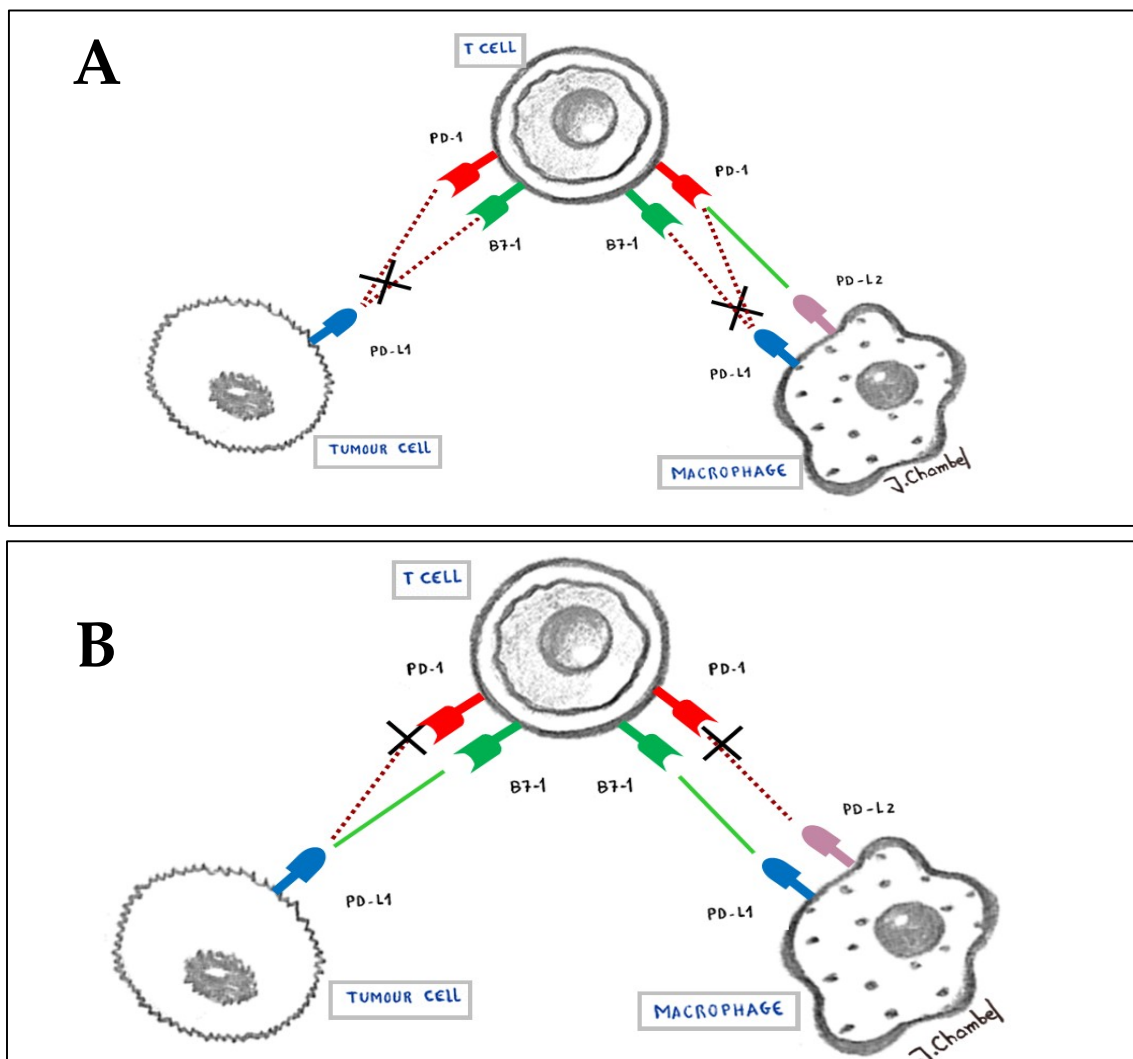 A
T CELL
PD-1
PD-1
B7-1
B7-1
PD-L2
PD-L1
PD-L1
TUMOUR CELL
MACROPHAGE
J.Chambel
B
T CELL
PD-1
PD-1
B7-1
B7-1
PD-L2
PD-L1
PD-L1
TUMOUR CELL
MACROPHAGE
J.Chambel